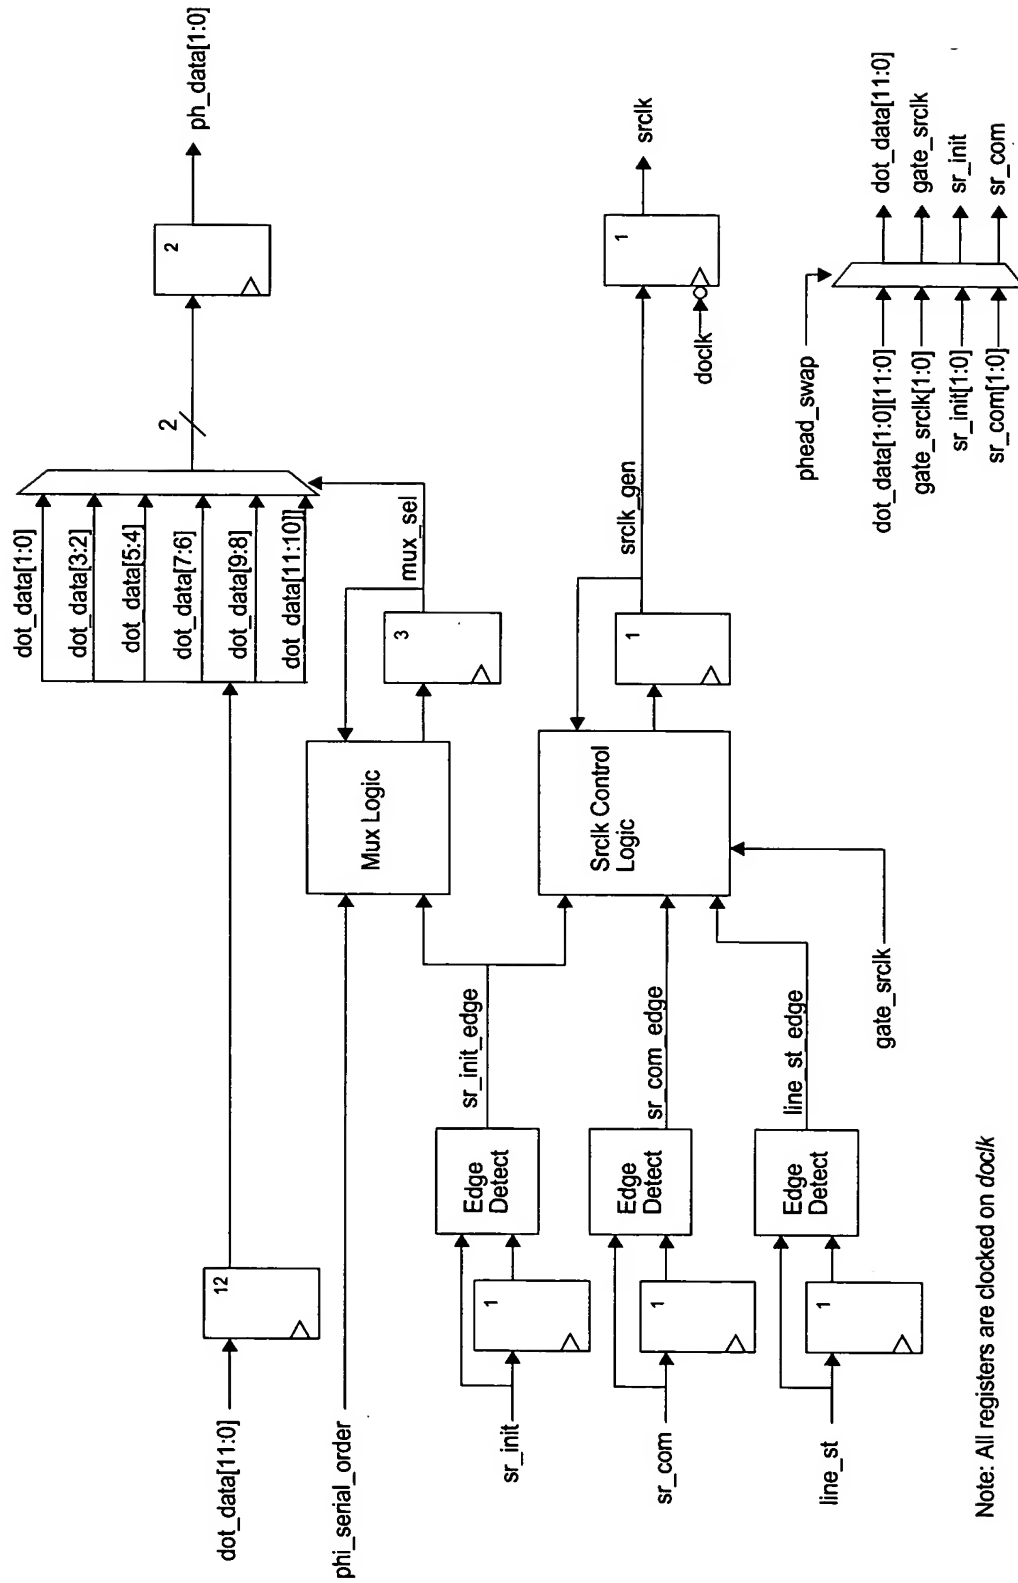 dot_data[11:0]
12
dot_data[1:0]
dot_data[3:2]
dot_data[5:4]
dot_data[7:6]
dot_data[9:8]
dot_data[11:10]]
2
2
ph_data[1:0]
phi_serial_order
Mux Logic
3
mux_sel
sr_init
1
Edge
Detect
sr_init_edge
sr_com
1
Edge
Detect
sr_com_edge
line_st
1
Edge
Detect
line_st_edge
gate_srclk
Srclk Control
Logic
1
srclk_gen
doclk
1
srclk
phead_swap
dot_data[1:0][11:0]
gate_srclk[1:0]
sr_init[1:0]
sr_com[1:0]
dot_data[11:0]
gate_srclk
sr_init
sr_com
Note: All registers are clocked on doclk